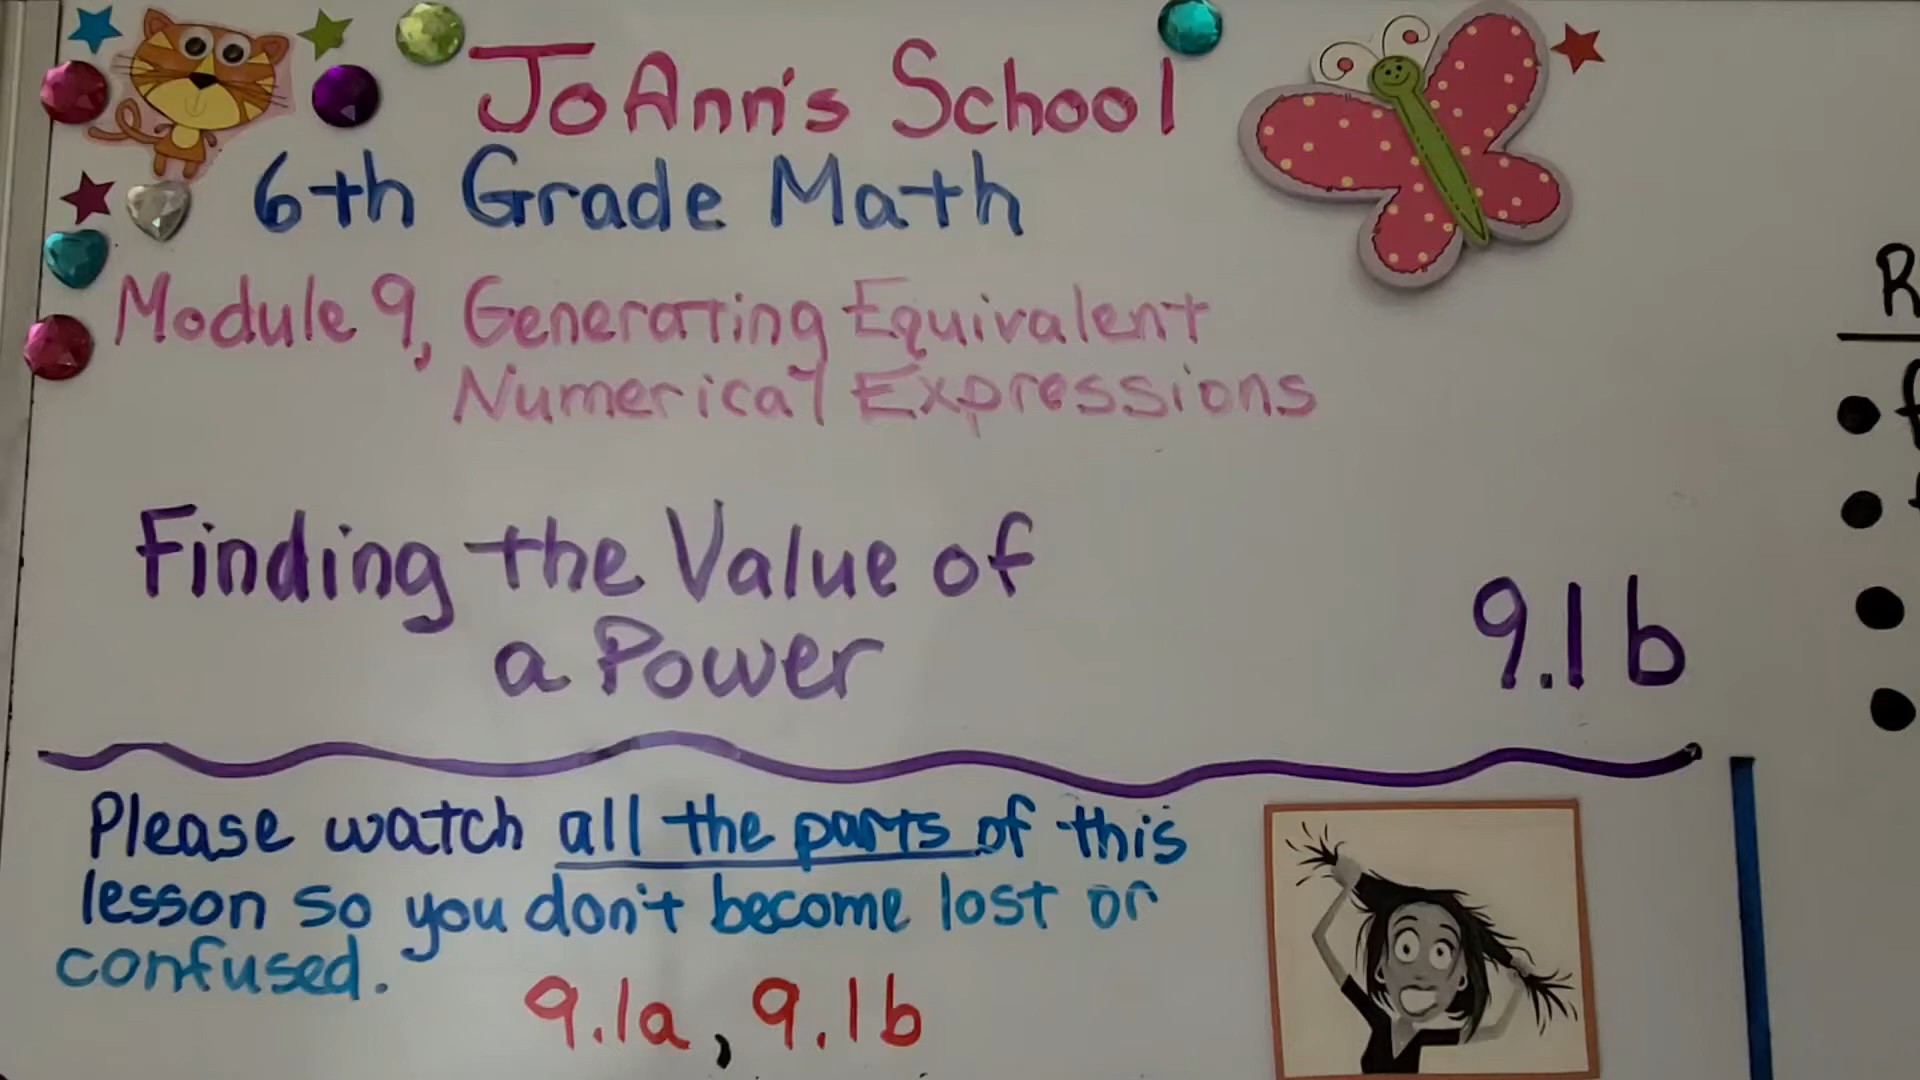 JoAnn's School
6th Grade Math
Module 9, Generating Equivalent
Numerical Expressions
Finding the Value of
a Power
9.1b
Please watch all the parts of this
lesson so you don't become lost or
confused.
9.1a, 9.1b
R